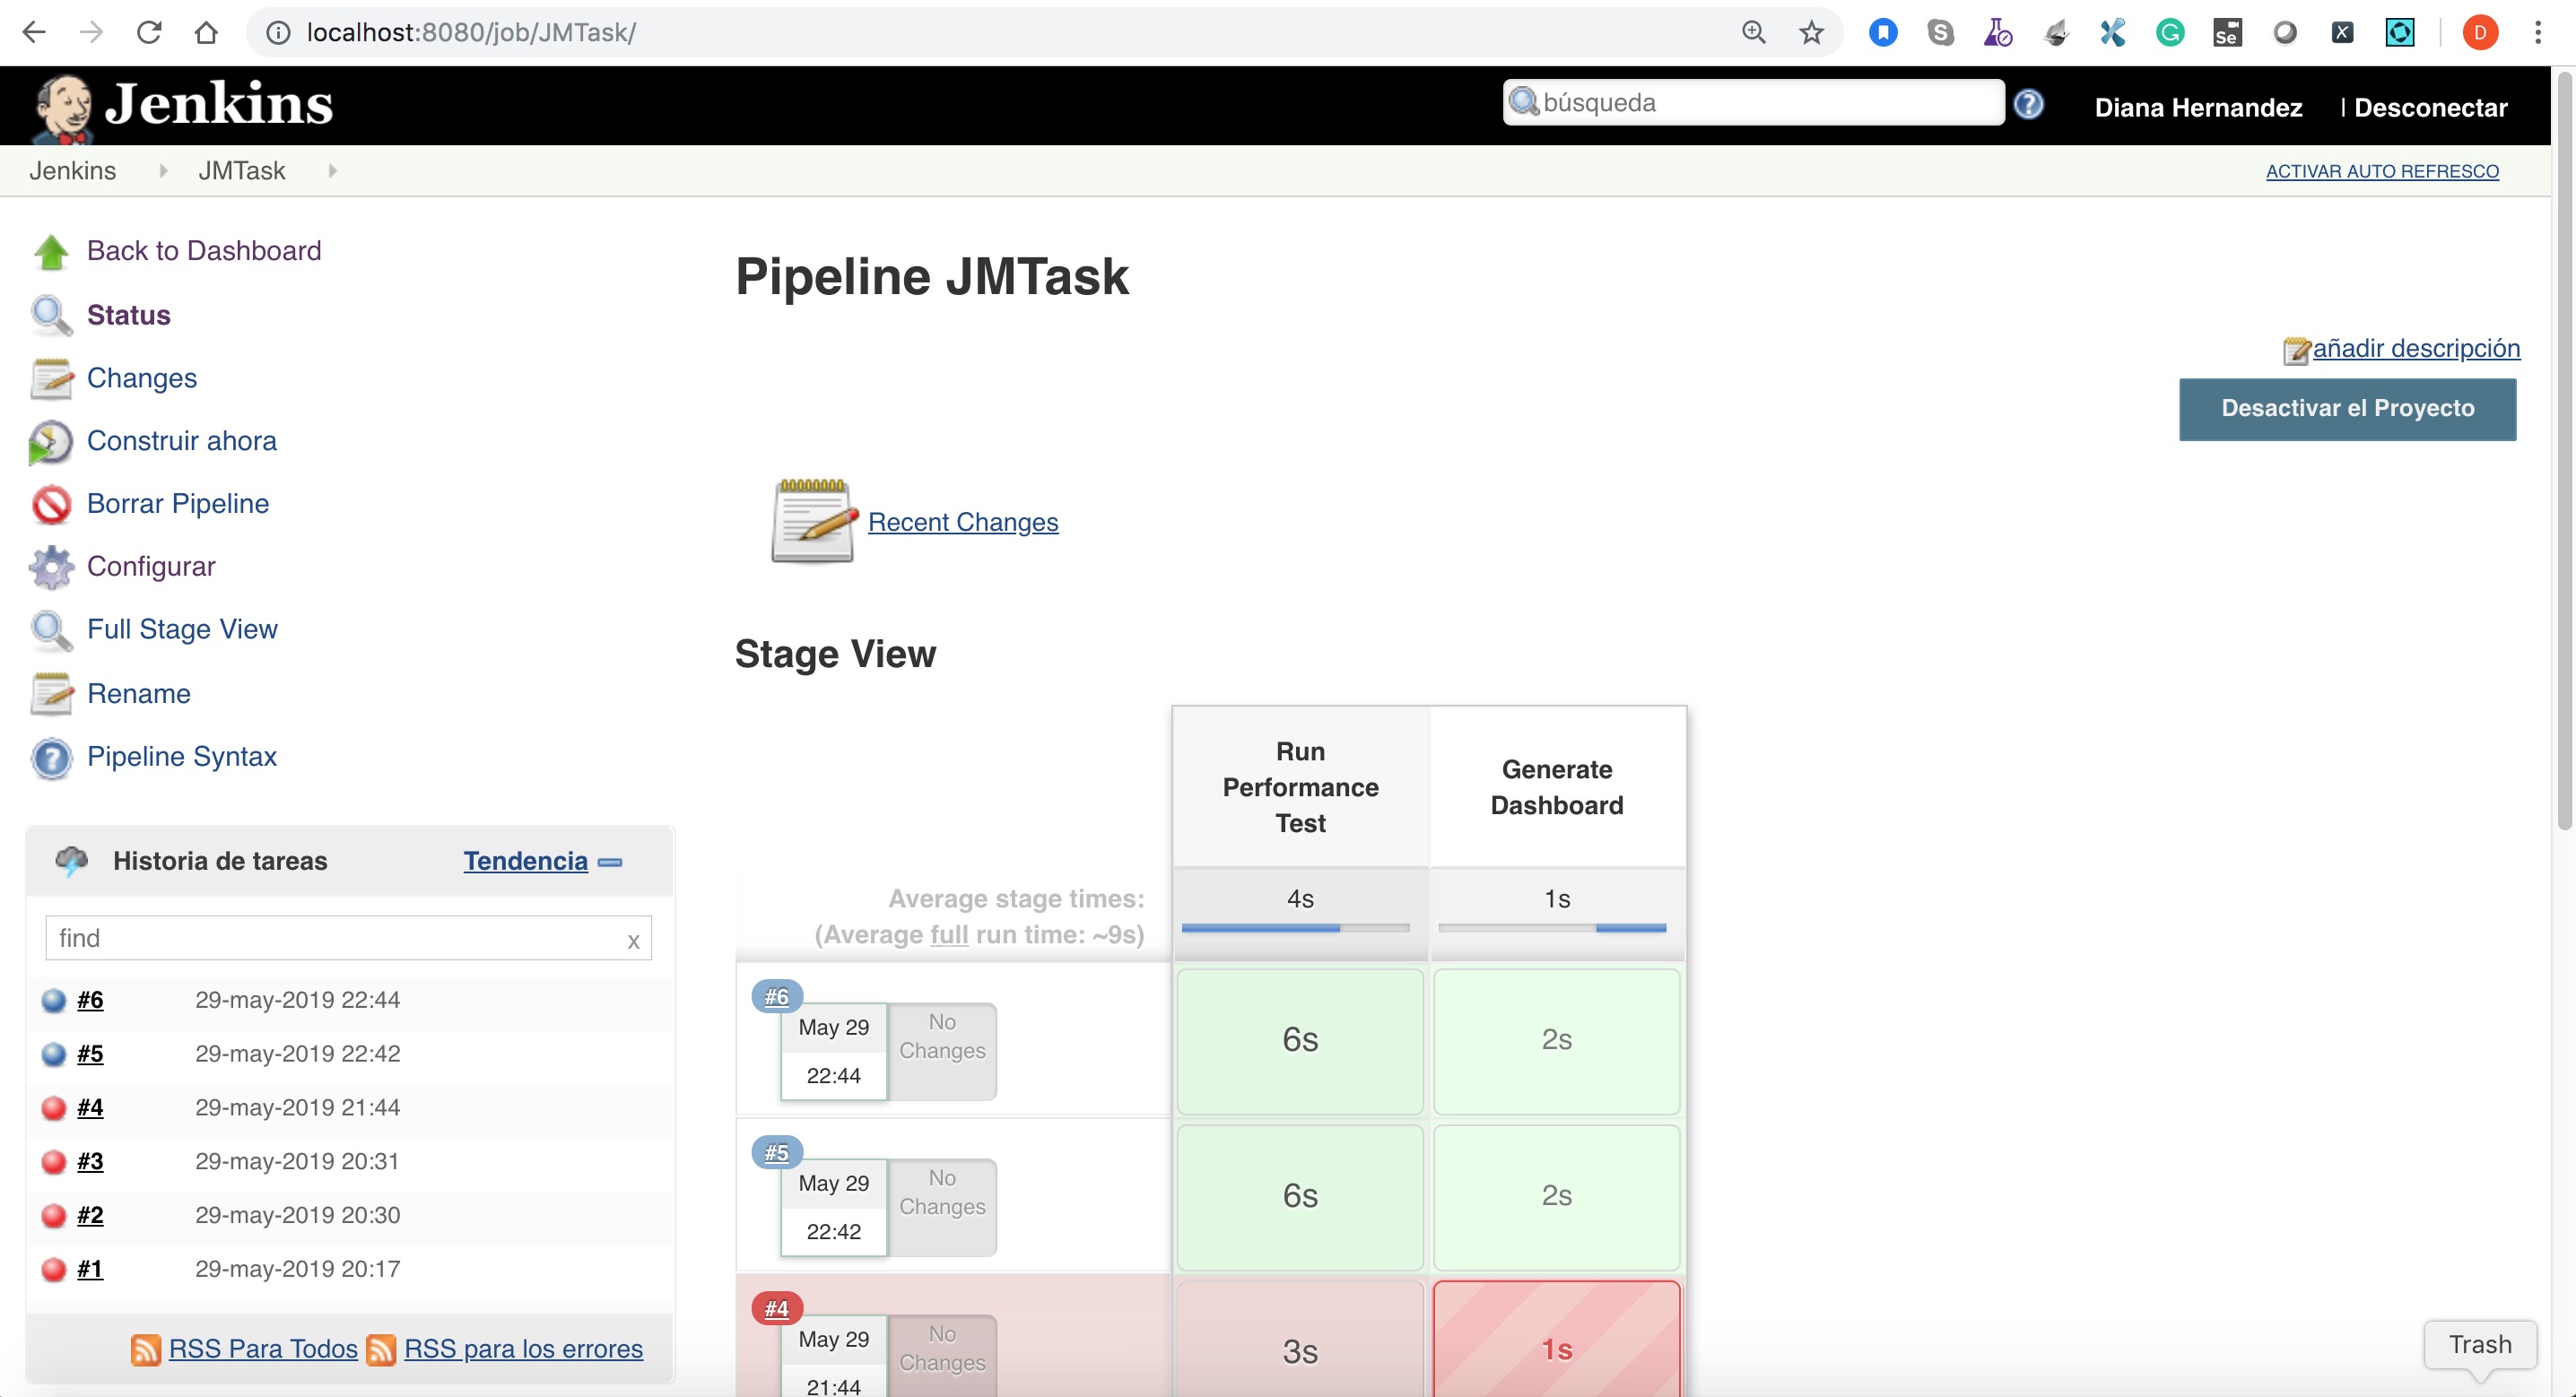 localhost:8080/job/JMTask/
Se
D
Jenkins
búsqueda
Diana Hernandez | Desconectar
Jenkins JMTask
ACTIVAR AUTO REFRESCO
Back to Dashboard
Status
Changes
Construir ahora
Borrar Pipeline
Configurar
Full Stage View
Rename
Pipeline Syntax
Historia de tareas Tendencia
find x
#6 29-may-2019 22:44
#5 29-may-2019 22:42
#4 29-may-2019 21:44
#3 29-may-2019 20:31
#2 29-may-2019 20:30
#1 29-may-2019 20:17
RSS Para Todos RSS para los errores
Pipeline JMTask
añadir descripción
Desactivar el Proyecto
Recent Changes
Stage View
Run
Performance
Test
Generate
Dashboard
Average stage times:
(Average full run time: ~9s)
4s 1s
#6
May 29
22:44
No
Changes
6s 2s
#5
May 29
22:42
No
Changes
6s 2s
#4
May 29
21:44
No
Changes
3s 1s
Trash